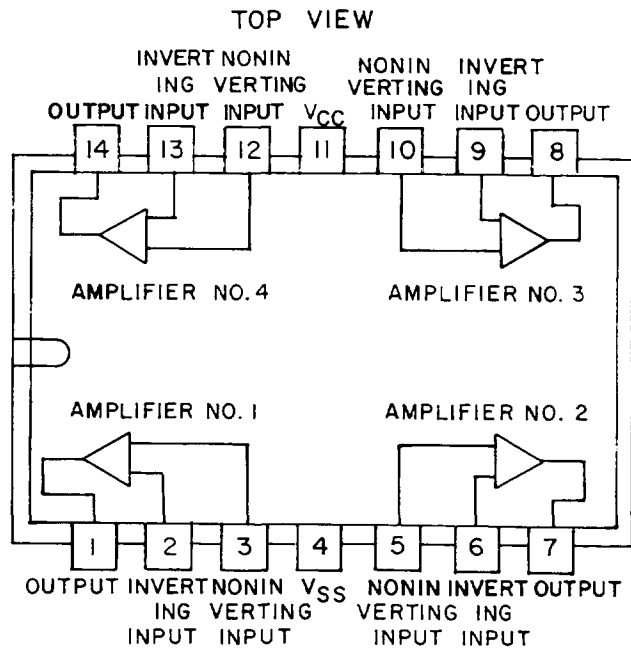 TOP VIEW
INVERT NONIN NONIN INVERT
ING VERTING VERTING ING
OUTPUT INPUT INPUT VCC INPUT INPUT OUTPUT
14 13 12 11 10 9 8
AMPLIFIER NO. 4 AMPLIFIER NO. 3
AMPLIFIER NO. 1 AMPLIFIER NO. 2
1 2 3 4 5 6 7
OUTPUT INVERT NONIN VSS NONIN INVERT OUTPUT
ING VERTING VERTING ING
INPUT INPUT INPUT INPUT